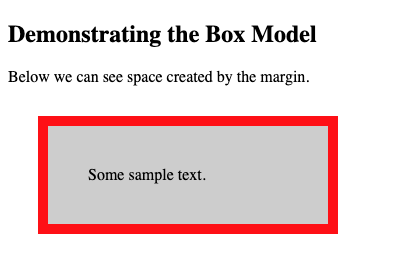 Demonstrating the Box Model
Below we can see space created by the margin.
Some sample text.